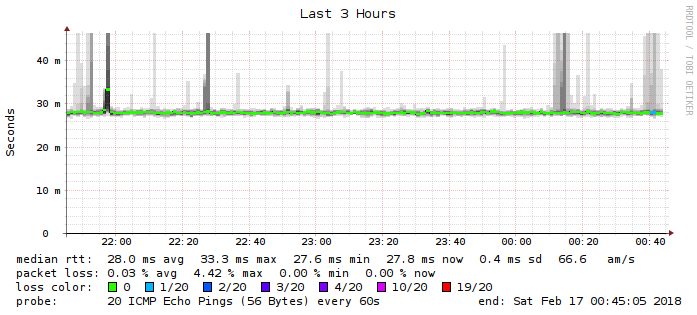 Last 3 Hours
RRDTOOL / TOBI OETIKER
Seconds
40 m
30 m
20 m
10 m
0
22:00 22:20 22:40 23:00 23:20 23:40 00:00 00:20 00:40
median rtt: 28.0 ms avg 33.3 ms max 27.6 ms min 27.8 ms now 0.4 ms sd 66.6 am/s
packet loss: 0.03 % avg 4.42 % max 0.00 % min 0.00 % now
loss color: 0 1/20 2/20 3/20 4/20 10/20 19/20
probe: 20 ICMP Echo Pings (56 Bytes) every 60s end: Sat Feb 17 00:45:05 2018